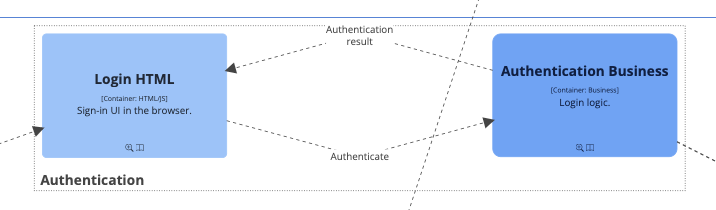 Authentication
result
Login HTML
[Container: HTML/JS]
Sign-in UI in the browser.
Authentication Business
[Container: Business]
Login logic.
Authenticate
Authentication